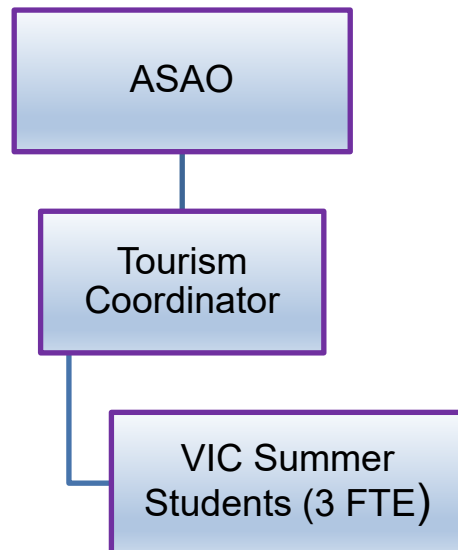 ASAO
Tourism
Coordinator
VIC Summer
Students (3 FTE)